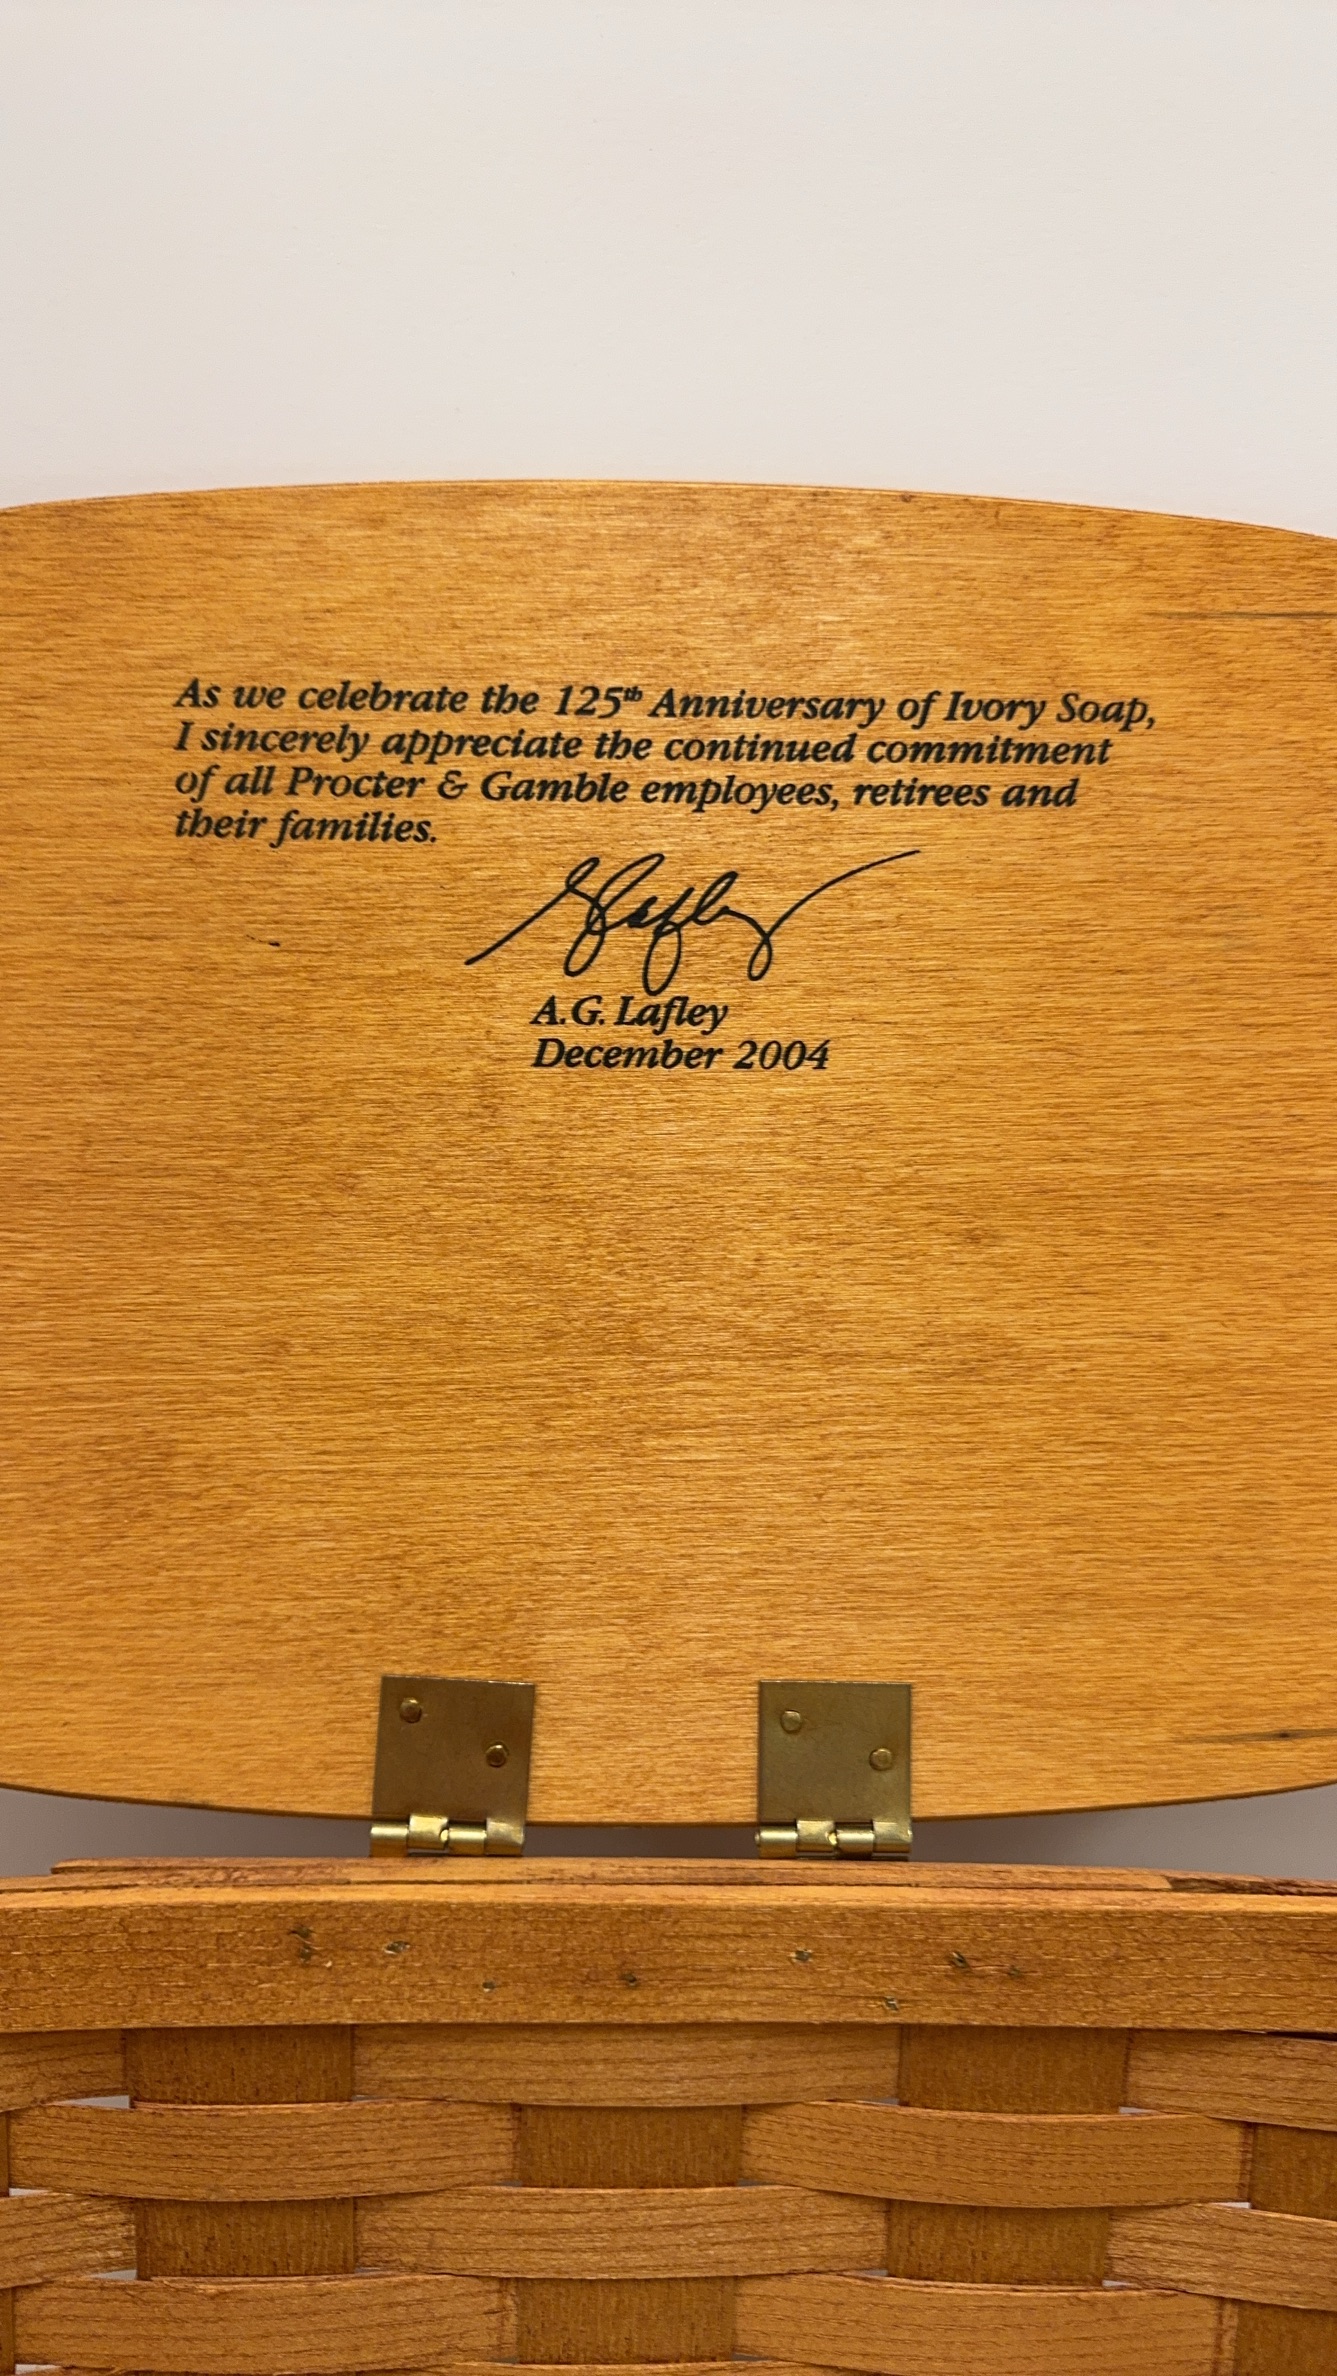 As we celebrate the 125th Anniversary of Ivory Soap,
I sincerely appreciate the continued commitment
of all Procter & Gamble employees, retirees and
their families.
A.G. Lafley
December 2004